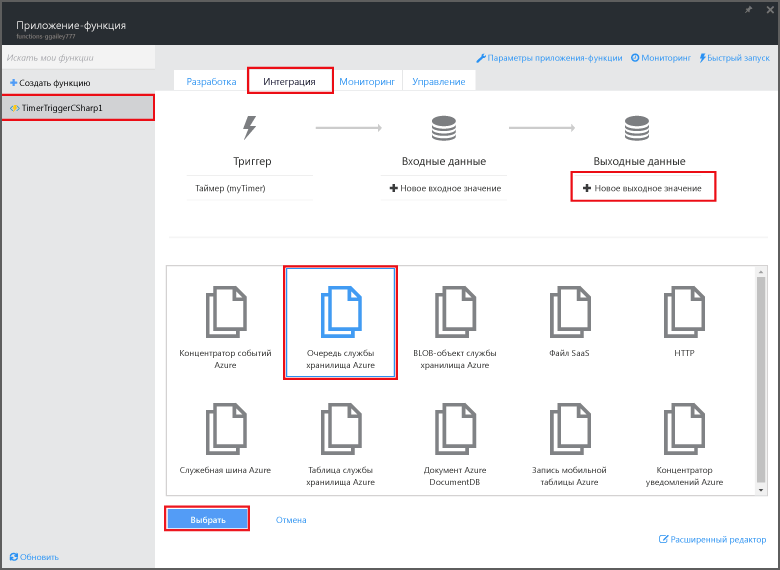 Приложение-функция
functions ggailey777
Искать мои функции
Параметры приложения-функции
Мониторинг
Быстрый запуск
Создать функцию
TimerTriggerCSharp1
Разработка
Интеграция
Мониторинг
Управление
Триггер
Входные данные
Выходные данные
Таймер (myTimer)
Новое входное значение
Новое выходное значение
Концентратор событий
Azure
Очередь службы
хранилища Azure
BLOB-объект службы
хранилища Azure
Файл SaaS
HTTP
Служебная шина Azure
Таблица службы
хранилища Azure
Документ Azure
DocumentDB
Запись мобильной
таблицы Azure
Концентратор
уведомлений Azure
Выбрать
Отмена
Расширенный редактор
Обновить